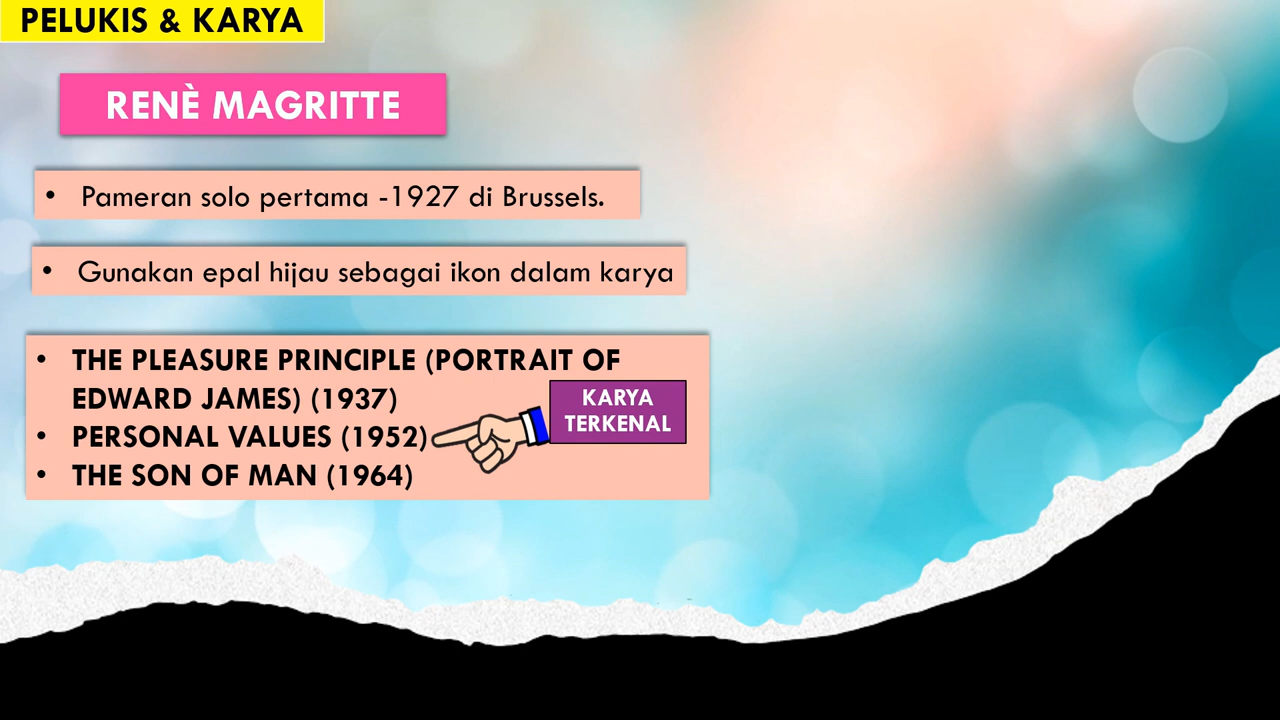 PELUKIS & KARYA
RENÈ MAGRITTE
• Pameran solo pertama -1927 di Brussels.
• Gunakan epal hijau sebagai ikon dalam karya
• THE PLEASURE PRINCIPLE (PORTRAIT OF
EDWARD JAMES) (1937)
• PERSONAL VALUES (1952)
• THE SON OF MAN (1964)
KARYA
TERKENAL